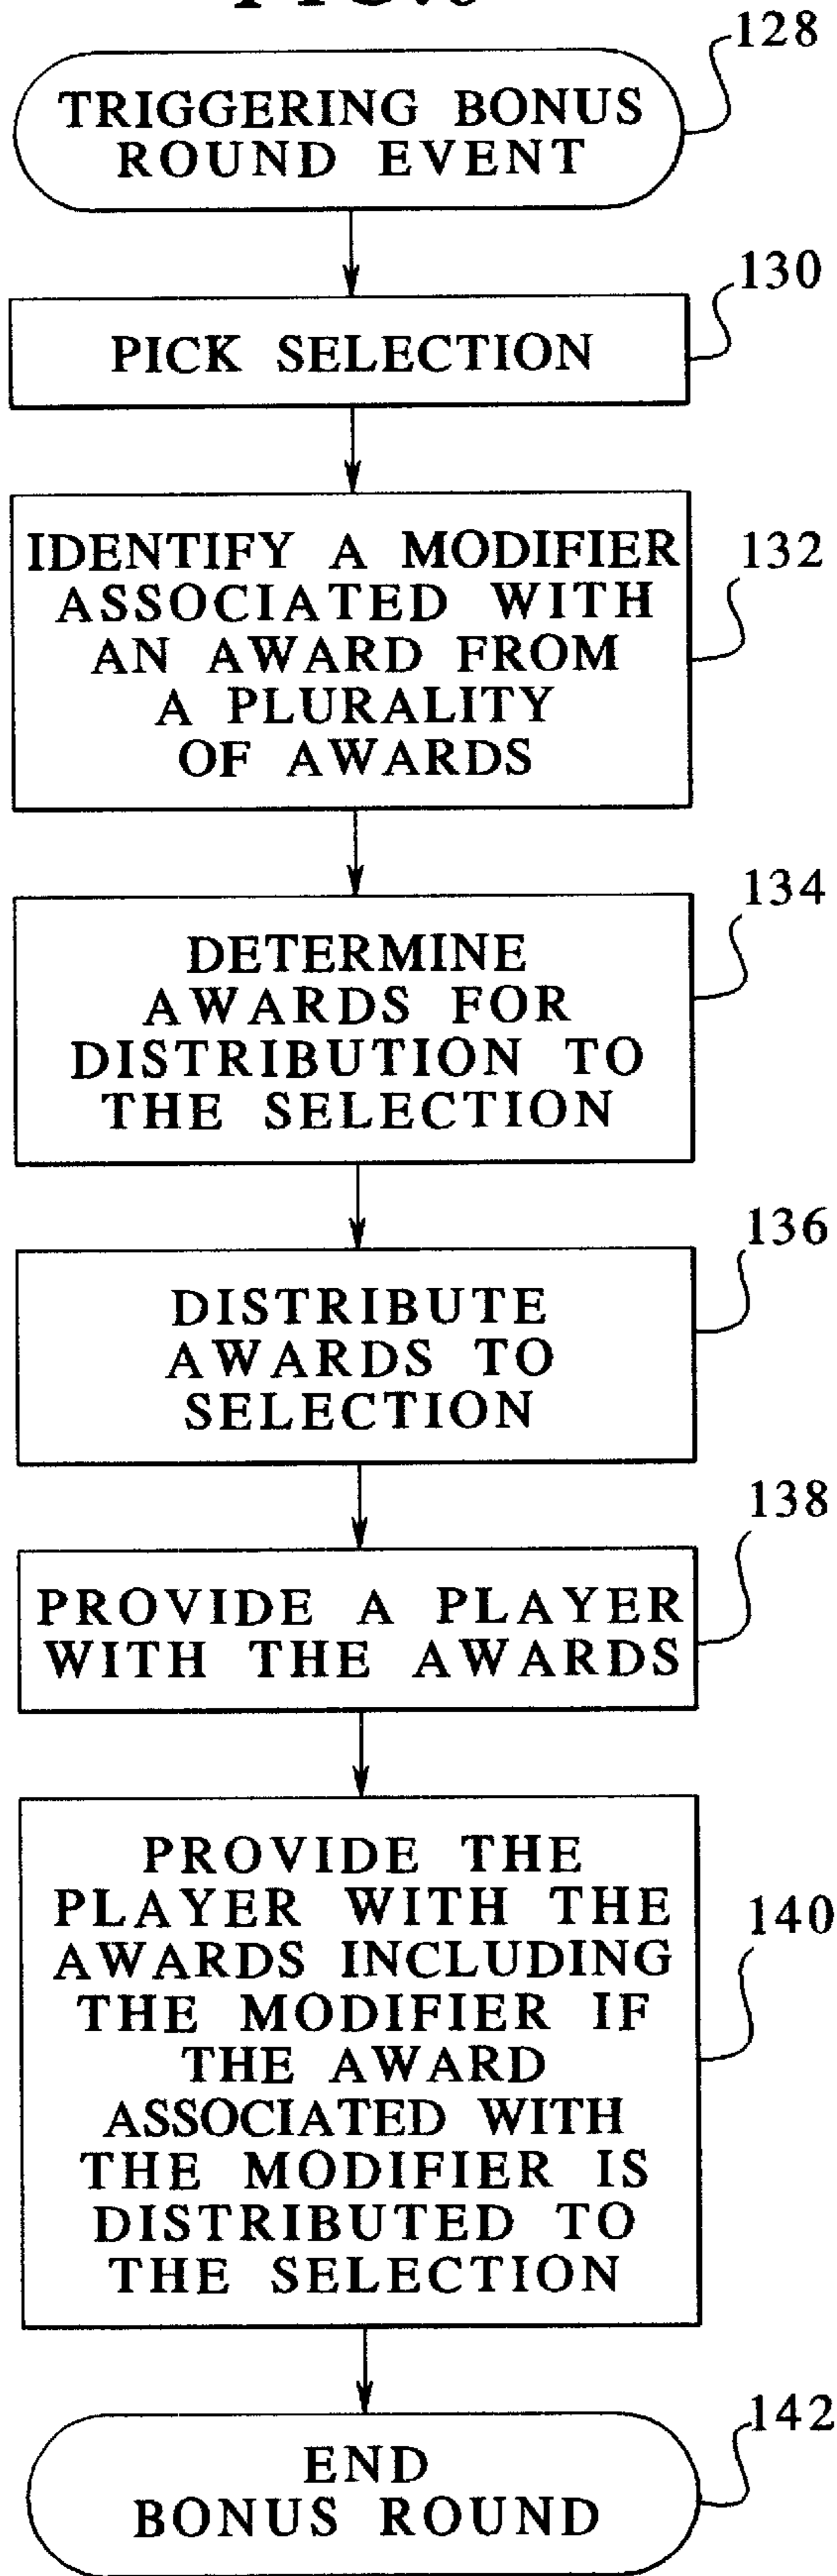 128
TRIGGERING BONUS
ROUND EVENT
130
PICK SELECTION
132
IDENTIFY A MODIFIER
ASSOCIATED WITH
AN AWARD FROM
A PLURALITY
OF AWARDS
134
DETERMINE
AWARDS FOR
DISTRIBUTION TO
THE SELECTION
136
DISTRIBUTE
AWARDS TO
SELECTION
138
PROVIDE A PLAYER
WITH THE AWARDS
140
PROVIDE THE
PLAYER WITH THE
AWARDS INCLUDING
THE MODIFIER IF
THE AWARD
ASSOCIATED WITH
THE MODIFIER IS
DISTRIBUTED TO
THE SELECTION
142
END
BONUS ROUND